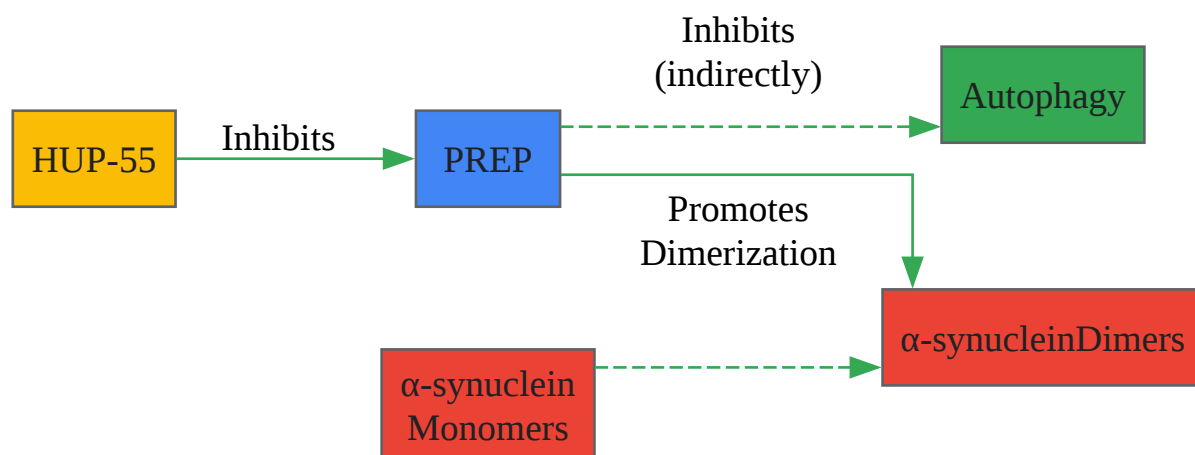 Inhibits
(indirectly)
Autophagy
HUP-55
Inhibits
PREP
Promotes
Dimerization
α-synucleinDimers
α-synuclein
Monomers